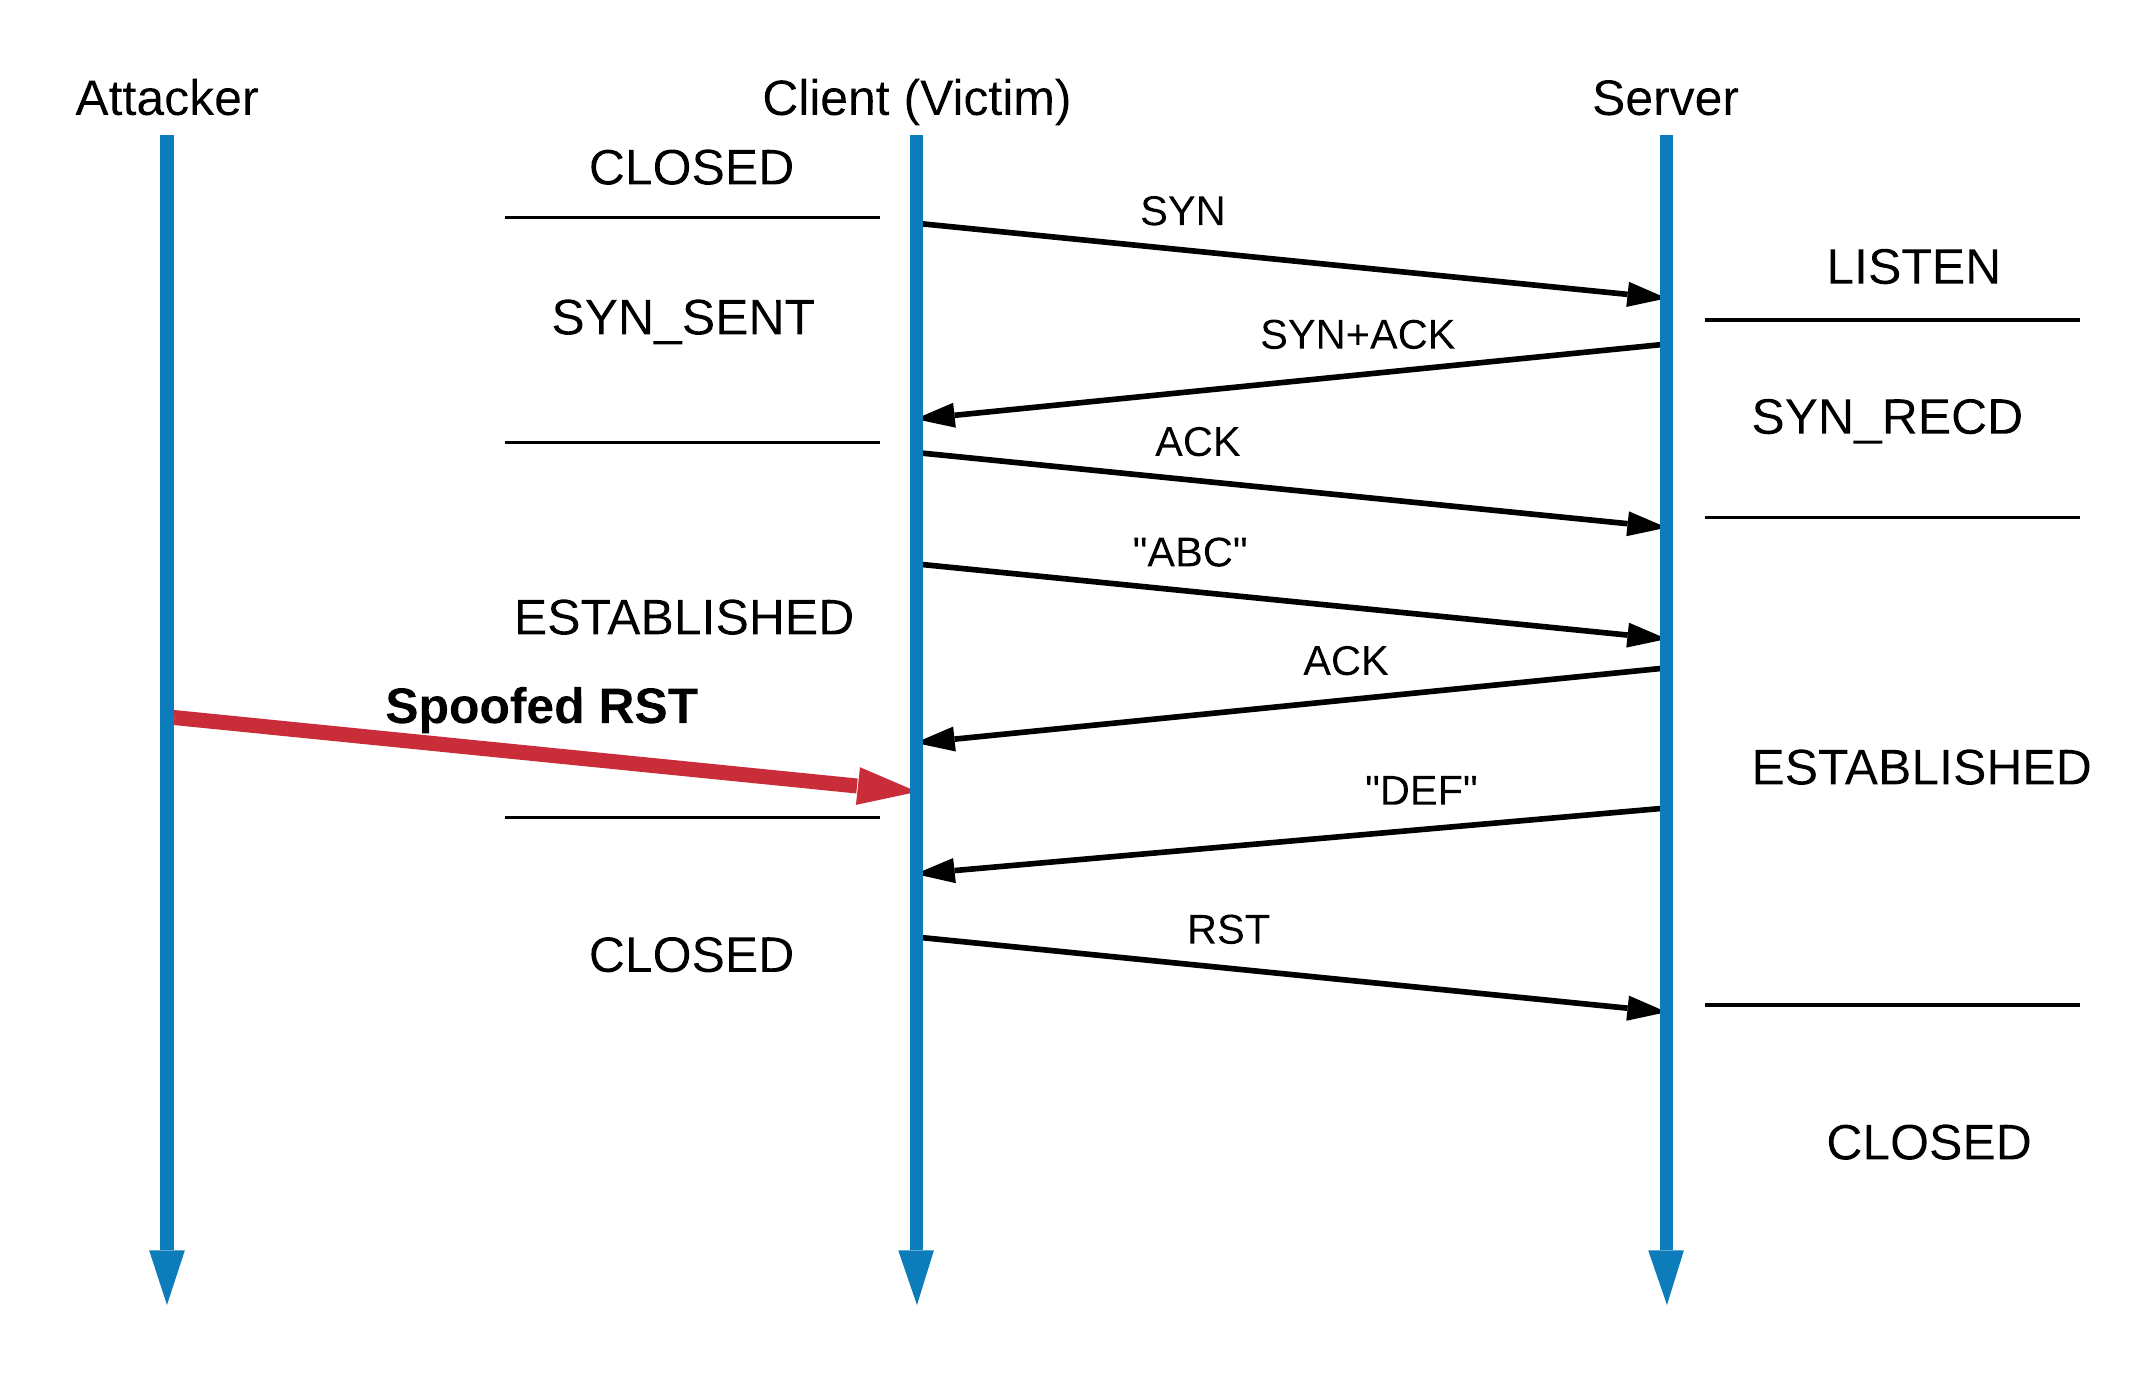 Attacker
Client (Victim)
Server
CLOSED
SYN
LISTEN
SYN_SENT
SYN+ACK
SYN_RECD
ACK
"ABC"
ESTABLISHED
ACK
Spoofed RST
ESTABLISHED
"DEF"
RST
CLOSED
CLOSED